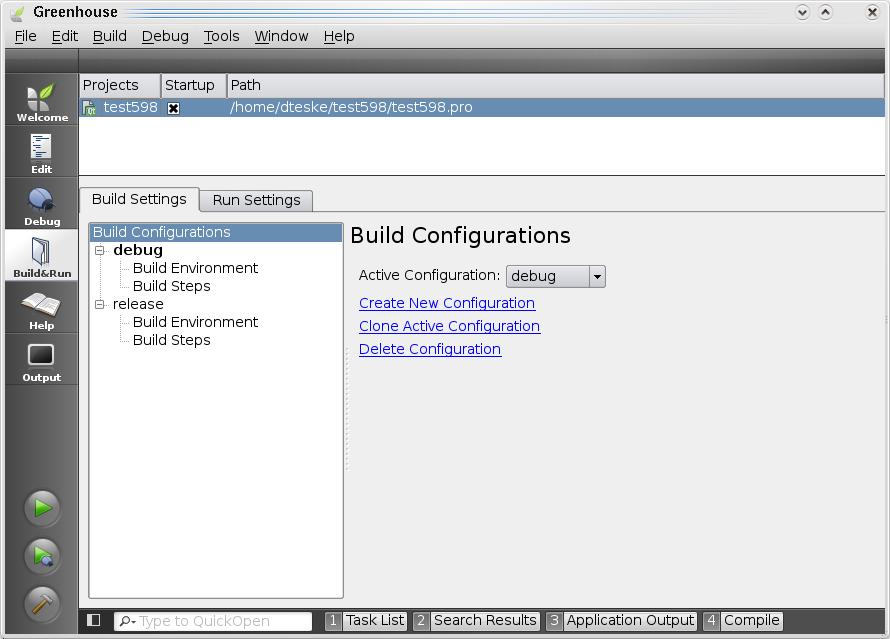 Greenhouse
File Edit Build Debug Tools Window Help
Projects Startup Path
test598 /home/dteske/test598/test598.pro
Welcome
Edit
Debug
Build&Run
Help
Output
Build Settings Run Settings
Build Configurations
debug
Build Environment
Build Steps
release
Build Environment
Build Steps
Build Configurations
Active Configuration: debug
Create New Configuration
Clone Active Configuration
Delete Configuration
Type to QuickOpen 1 Task List 2 Search Results 3 Application Output 4 Compile